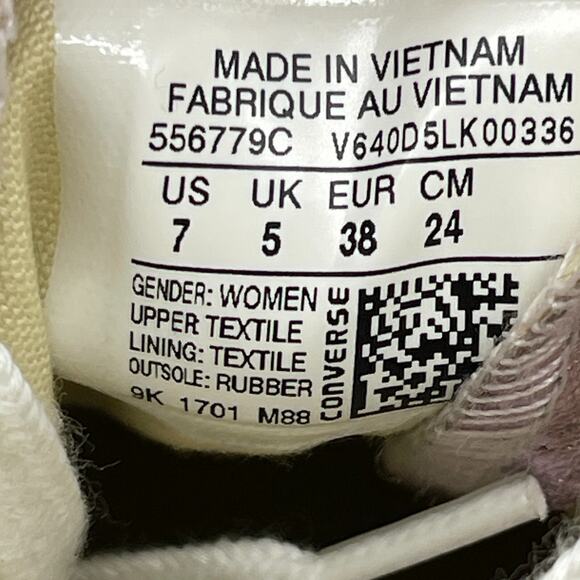 MADE IN VIETNAM
FABRIQUE AU VIETNAM
556779C V640D5LK00336
US UK EUR CM
7 5 38 24
GENDER: WOMEN
UPPER TEXTILE
LINING: TEXTILE
OUTSOLE: RUBBER
9K 1701 M88
CONVERSE